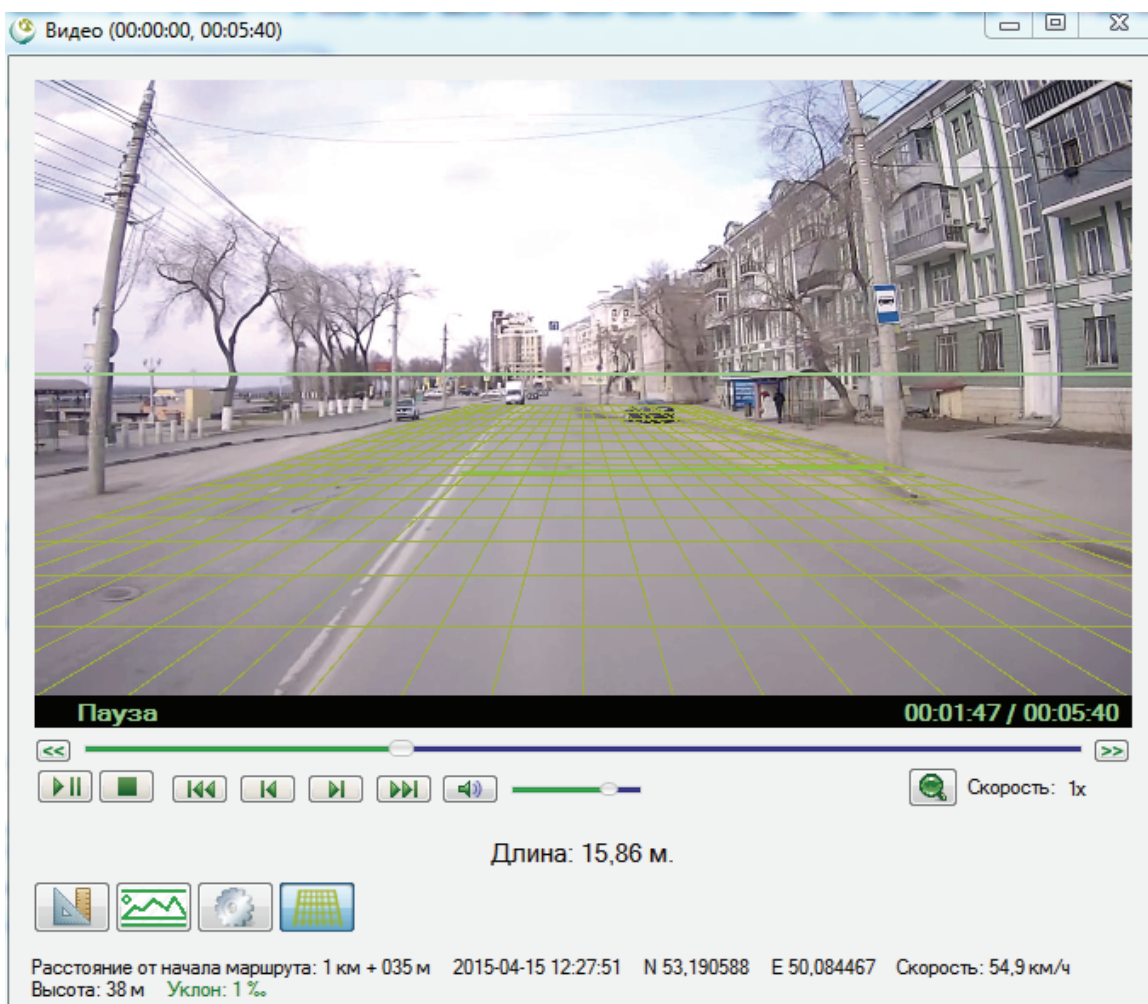 Видео (00:00:00, 00:05:40)
Пауза 00:01:47 / 00:05:40
<< >>
Скорость: 1x
Длина: 15,86 м.
Расстояние от начала маршрута: 1 км + 035 м 2015-04-15 12:27:51 N 53,190588 E 50,084467 Скорость: 54,9 км/ч
Высота: 38 м Уклон: 1 ‰